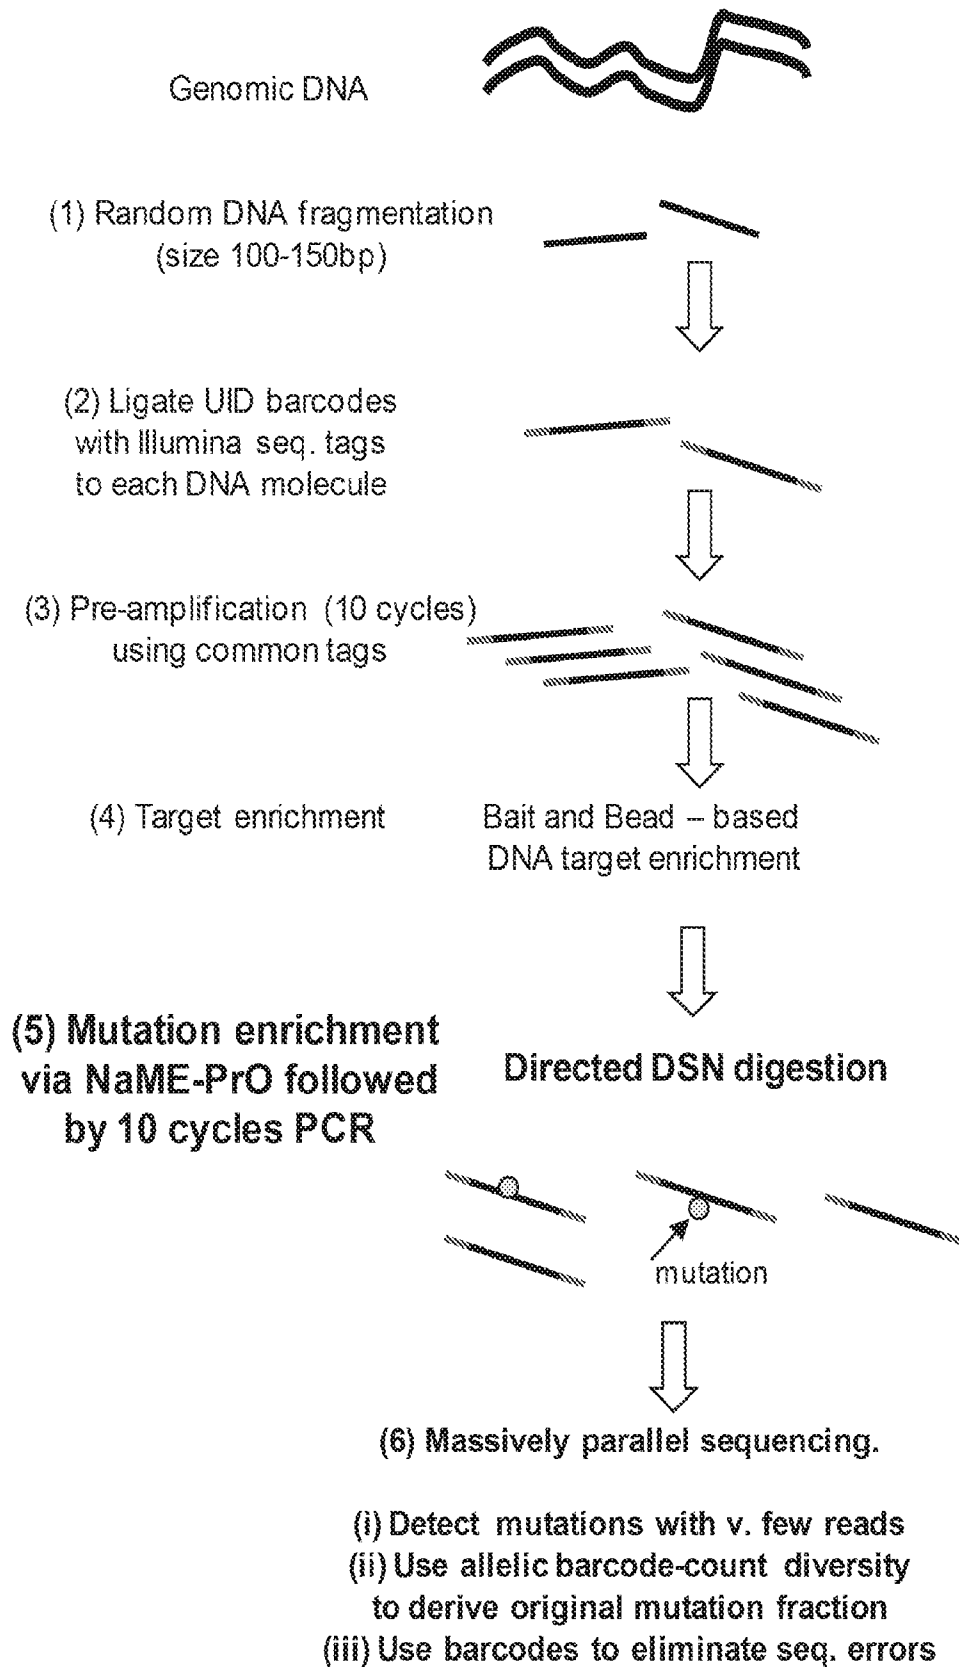 Genomic DNA
(1) Random DNA fragmentation
(size 100-150bp)
(2) Ligate UID barcodes
with Illumina seq. tags
to each DNA molecule
(3) Pre-amplification (10 cycles)
using common tags
(4) Target enrichment
Bait and Bead – based
DNA target enrichment
(5) Mutation enrichment
via NaME-PrO followed
by 10 cycles PCR
Directed DSN digestion
mutation
(6) Massively parallel sequencing.
(i) Detect mutations with v. few reads
(ii) Use allelic barcode-count diversity
to derive original mutation fraction
(iii) Use barcodes to eliminate seq. errors